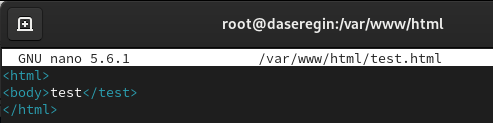 root@daseregin:/var/www/html
GNU nano 5.6.1 /var/www/html/test.html
<html>
<body>test</test>
</html>